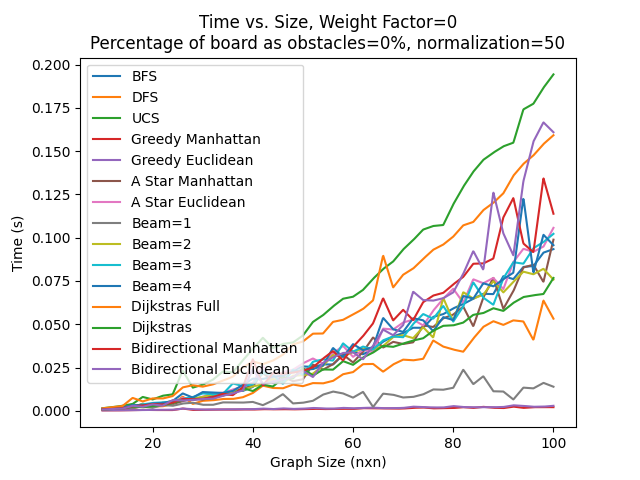 Time vs. Size, Weight Factor=0
Percentage of board as obstacles=0%, normalization=50
0.200
0.175
0.150
0.125
0.100
0.075
0.050
0.025
0.000
Time (s)
BFS
DFS
UCS
Greedy Manhattan
Greedy Euclidean
A Star Manhattan
A Star Euclidean
Beam=1
Beam=2
Beam=3
Beam=4
Dijkstras Full
Dijkstras
Bidirectional Manhattan
Bidirectional Euclidean
20
40
60
80
100
Graph Size (nxn)